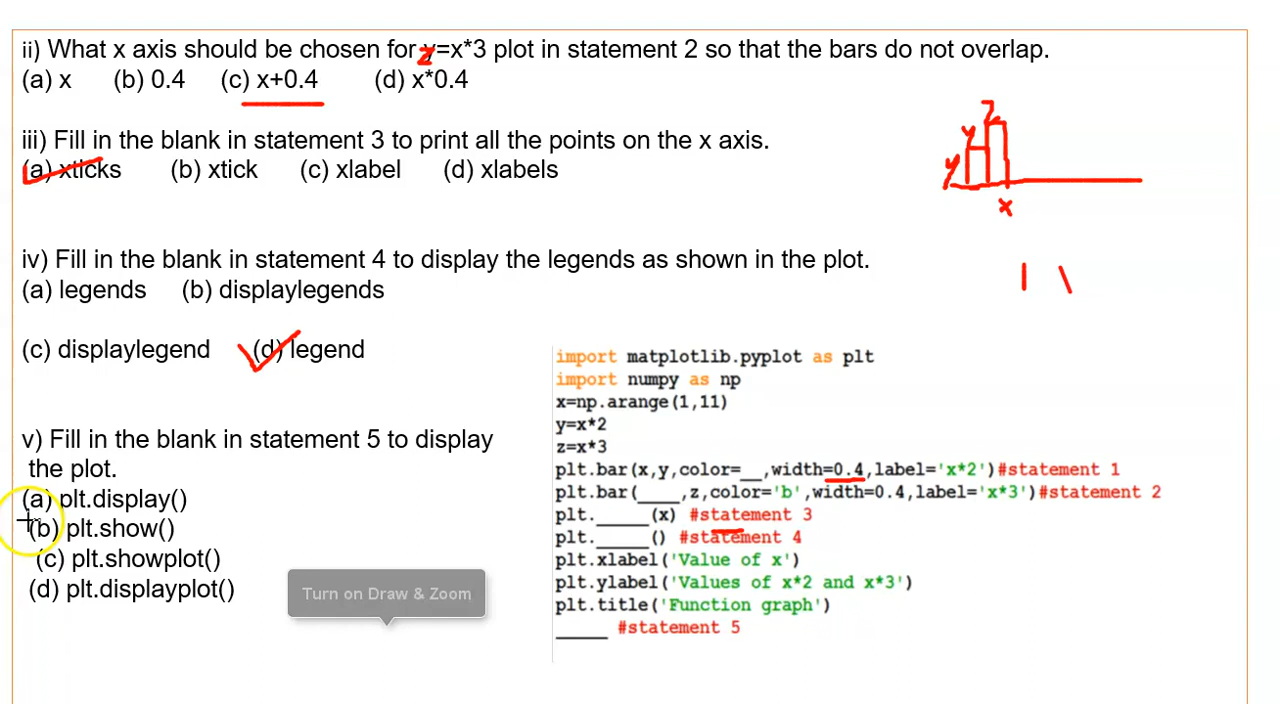 ii) What x axis should be chosen for z=x*3 plot in statement 2 so that the bars do not overlap.
(a) x (b) 0.4 (c) x+0.4 (d) x*0.4
iii) Fill in the blank in statement 3 to print all the points on the x axis.
(a) xticks (b) xtick (c) xlabel (d) xlabels
z
y
y
x
iv) Fill in the blank in statement 4 to display the legends as shown in the plot.
(a) legends (b) displaylegends
(c) displaylegend (d) legend
v) Fill in the blank in statement 5 to display
the plot.
(a) plt.display()
(b) plt.show()
(c) plt.showplot()
(d) plt.displayplot()
Turn on Draw & Zoom
import matplotlib.pyplot as plt
import numpy as np
x=np.arange(1,11)
y=x*2
z=x*3
plt.bar(x,y,color=__,width=0.4,label='x*2')#statement 1
plt.bar(____,z,color='b',width=0.4,label='x*3')#statement 2
plt._____(x) #statement 3
plt._____() #statement 4
plt.xlabel('Value of x')
plt.ylabel('Values of x*2 and x*3')
plt.title('Function graph')
_____ #statement 5